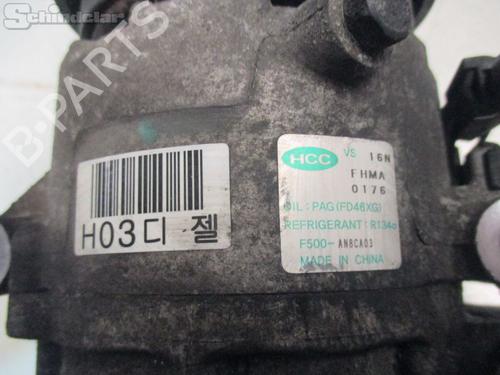 Schindelar
B-PARTS
HCC VS 16N
FHMA
0176
OIL : PAG(FD46XG)
REFRIGERANT : R134a
F500-AN8CA03
MADE IN CHINA
H03디젤